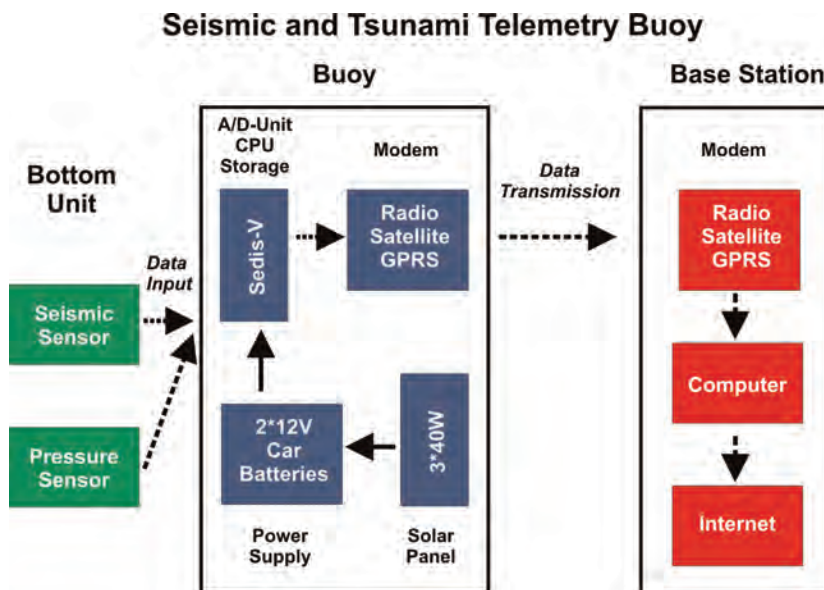 Seismic and Tsunami Telemetry Buoy
Buoy
Base Station
Bottom
Unit
Data
Input
Seismic
Sensor
Pressure
Sensor
A/D-Unit
CPU
Storage
Sedis-V
Modem
Radio
Satellite
GPRS
2*12V
Car
Batteries
Power
Supply
3*40W
Solar
Panel
Data
Transmission
Modem
Radio
Satellite
GPRS
Computer
Internet